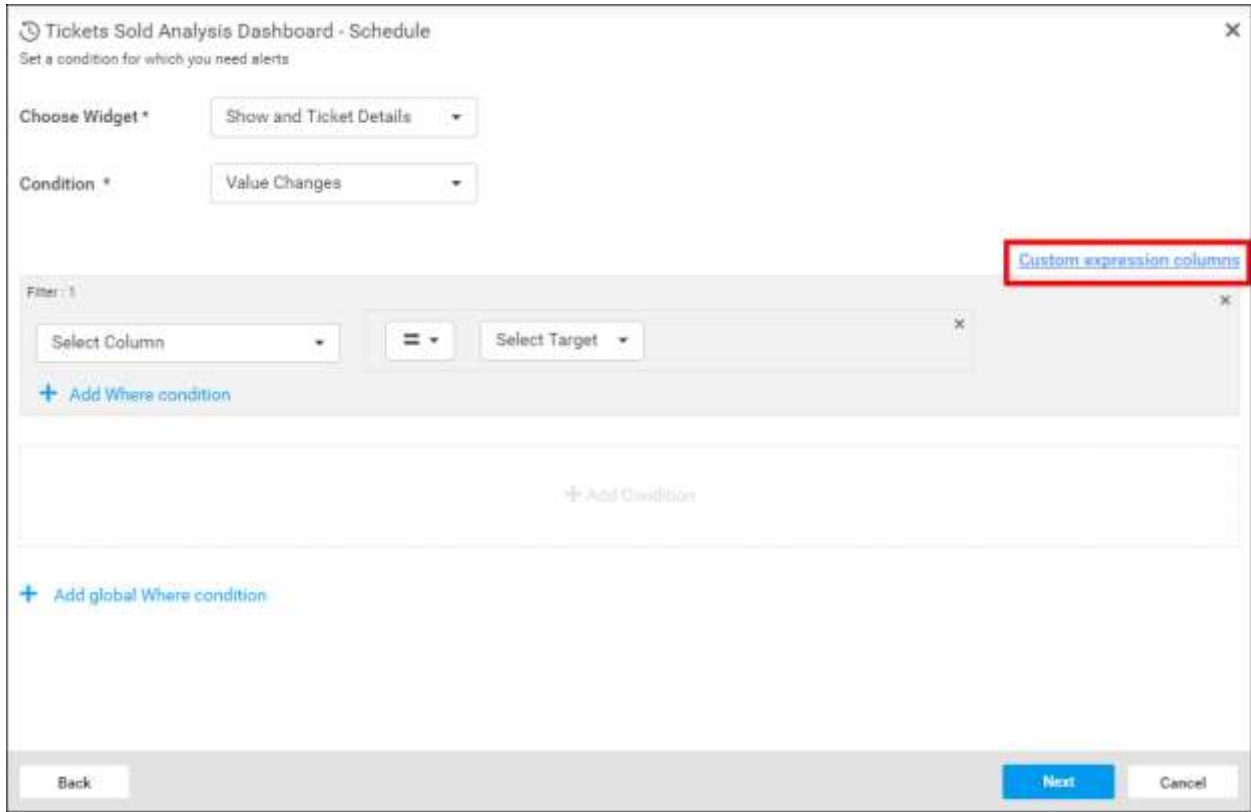 Tickets Sold Analysis Dashboard - Schedule
Set a condition for which you need alerts
Choose Widget * Show and Ticket Details
Condition * Value Changes
Custom expression columns
Filter : 1
Select Column = Select Target
+ Add Where condition
+ Add Condition
+ Add global Where condition
Back Next Cancel